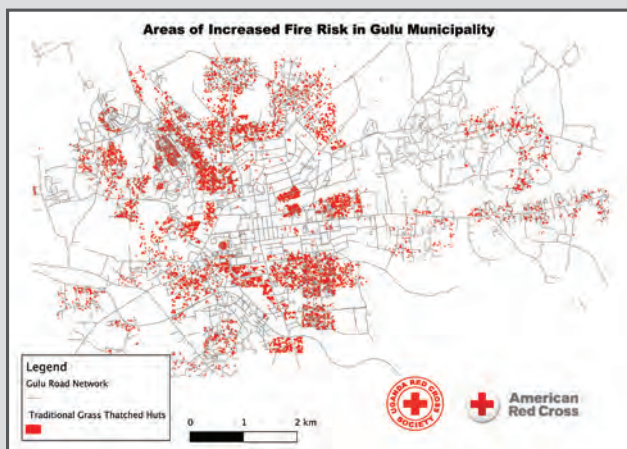 Areas of Increased Fire Risk in Gulu Municipality
Legend
Gulu Road Network
Traditional Grass Thatched Huts
0 1 2 km
UGANDA RED CROSS SOCIETY
American
Red Cross